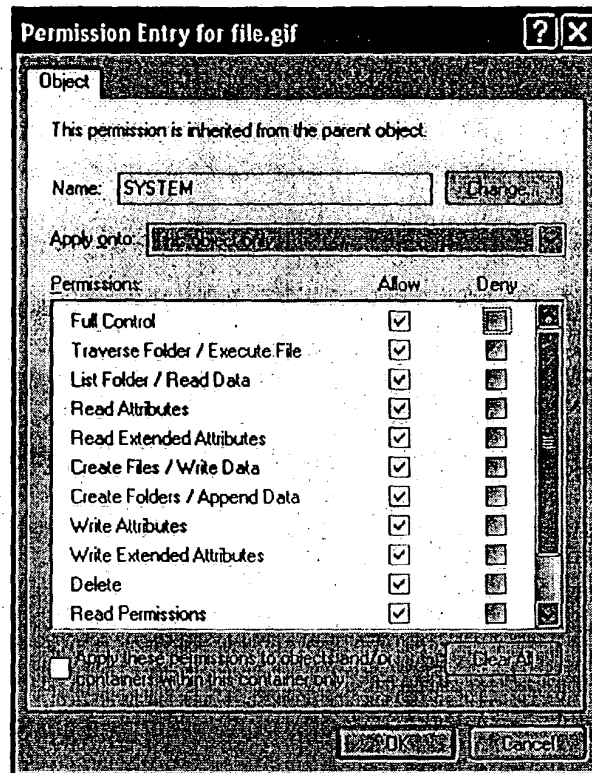 Permission Entry for file.gif
Object
This permission is inherited from the parent object.
Name: SYSTEM Change...
Apply onto: This object only
Permissions: Allow Deny
Full Control
Traverse Folder / Execute File
List Folder / Read Data
Read Attributes
Read Extended Attributes
Create Files / Write Data
Create Folders / Append Data
Write Attributes
Write Extended Attributes
Delete
Read Permissions
Apply these permissions to objects and/or containers within this container only Clear All
OK Cancel